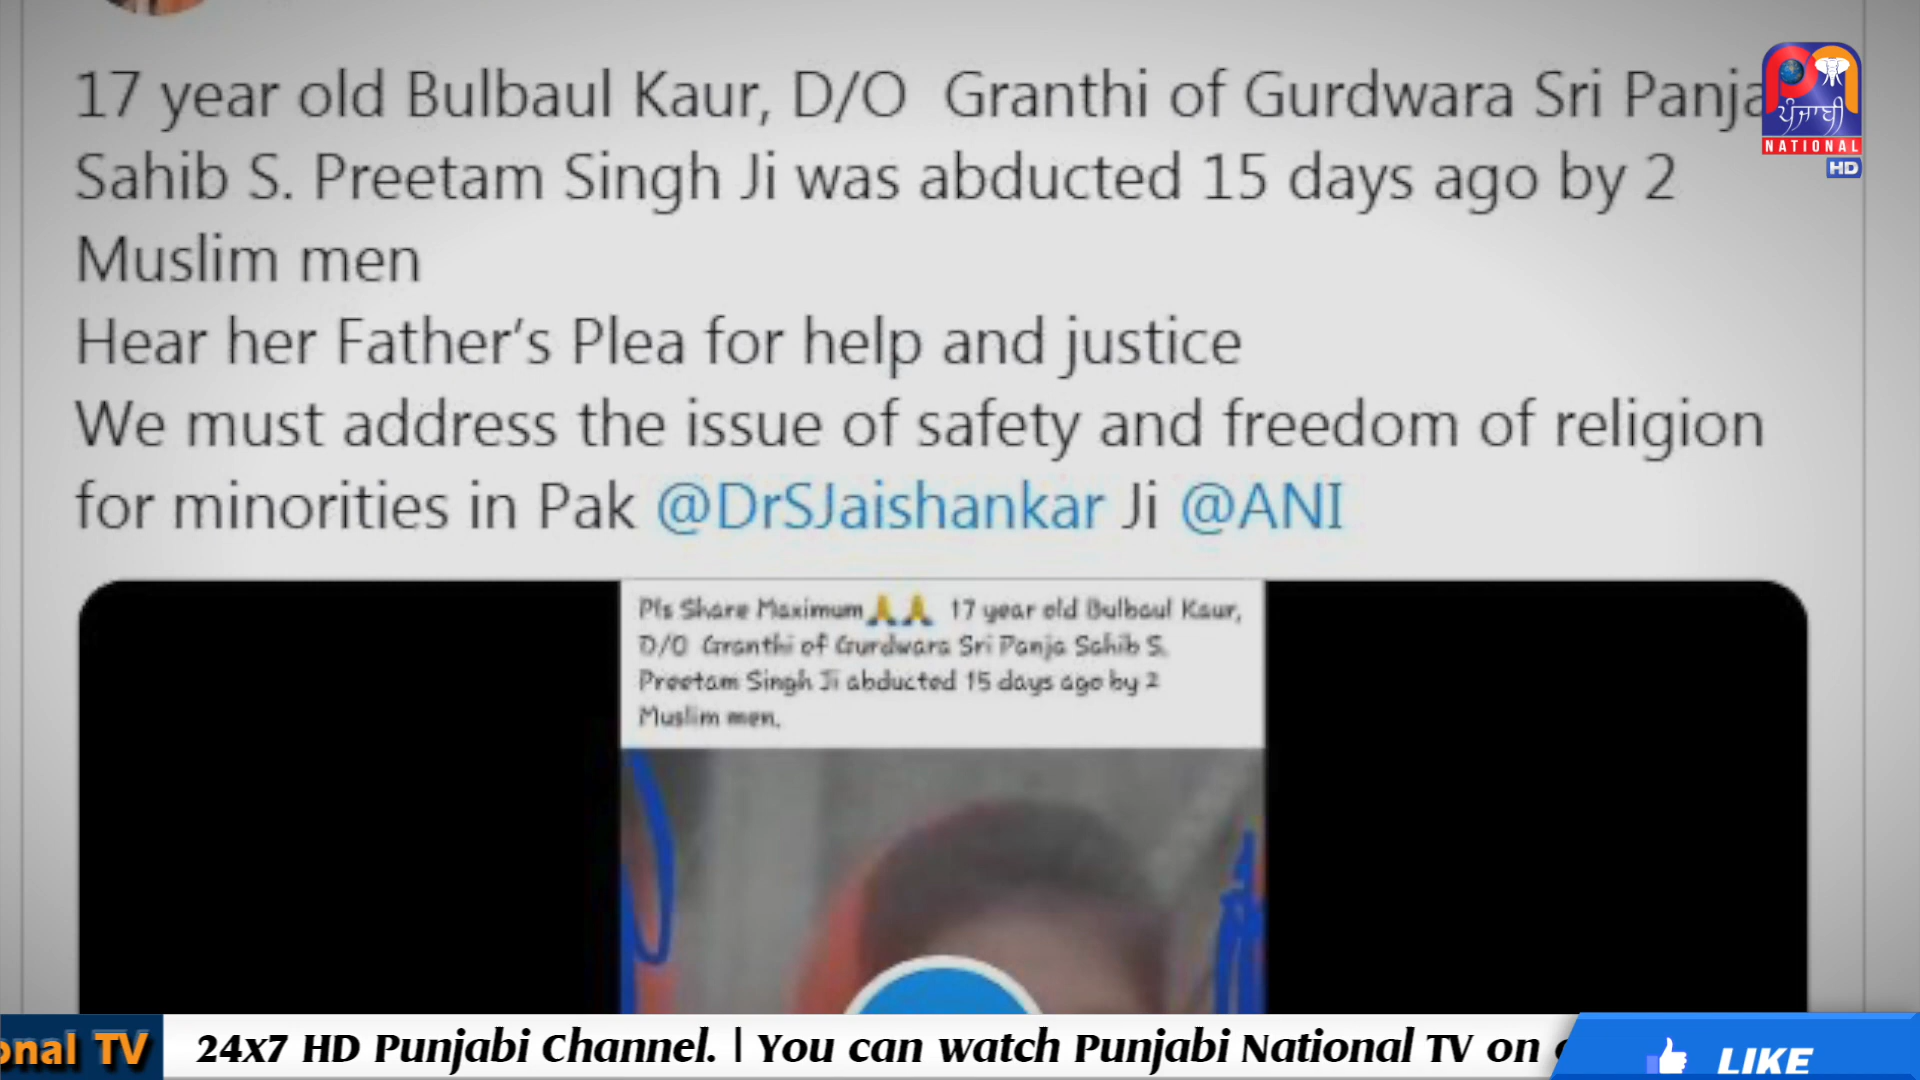 17 year old Bulbaul Kaur, D/O Granthi of Gurdwara Sri Panja
Sahib S. Preetam Singh Ji was abducted 15 days ago by 2
Muslim men
Hear her Father's Plea for help and justice
We must address the issue of safety and freedom of religion
for minorities in Pak @DrSJaishankar Ji @ANI
ਪੰਜਾਬੀ
NATIONAL
HD
Pls Share Maximum🙏🙏 17 year old Bulbaul Kaur,
D/O Granthi of Gurdwara Sri Panja Sahib S.
Preetam Singh Ji abducted 15 days ago by 2
Muslim men.
onal TV 24x7 HD Punjabi Channel. | You can watch Punjabi National TV on
LIKE